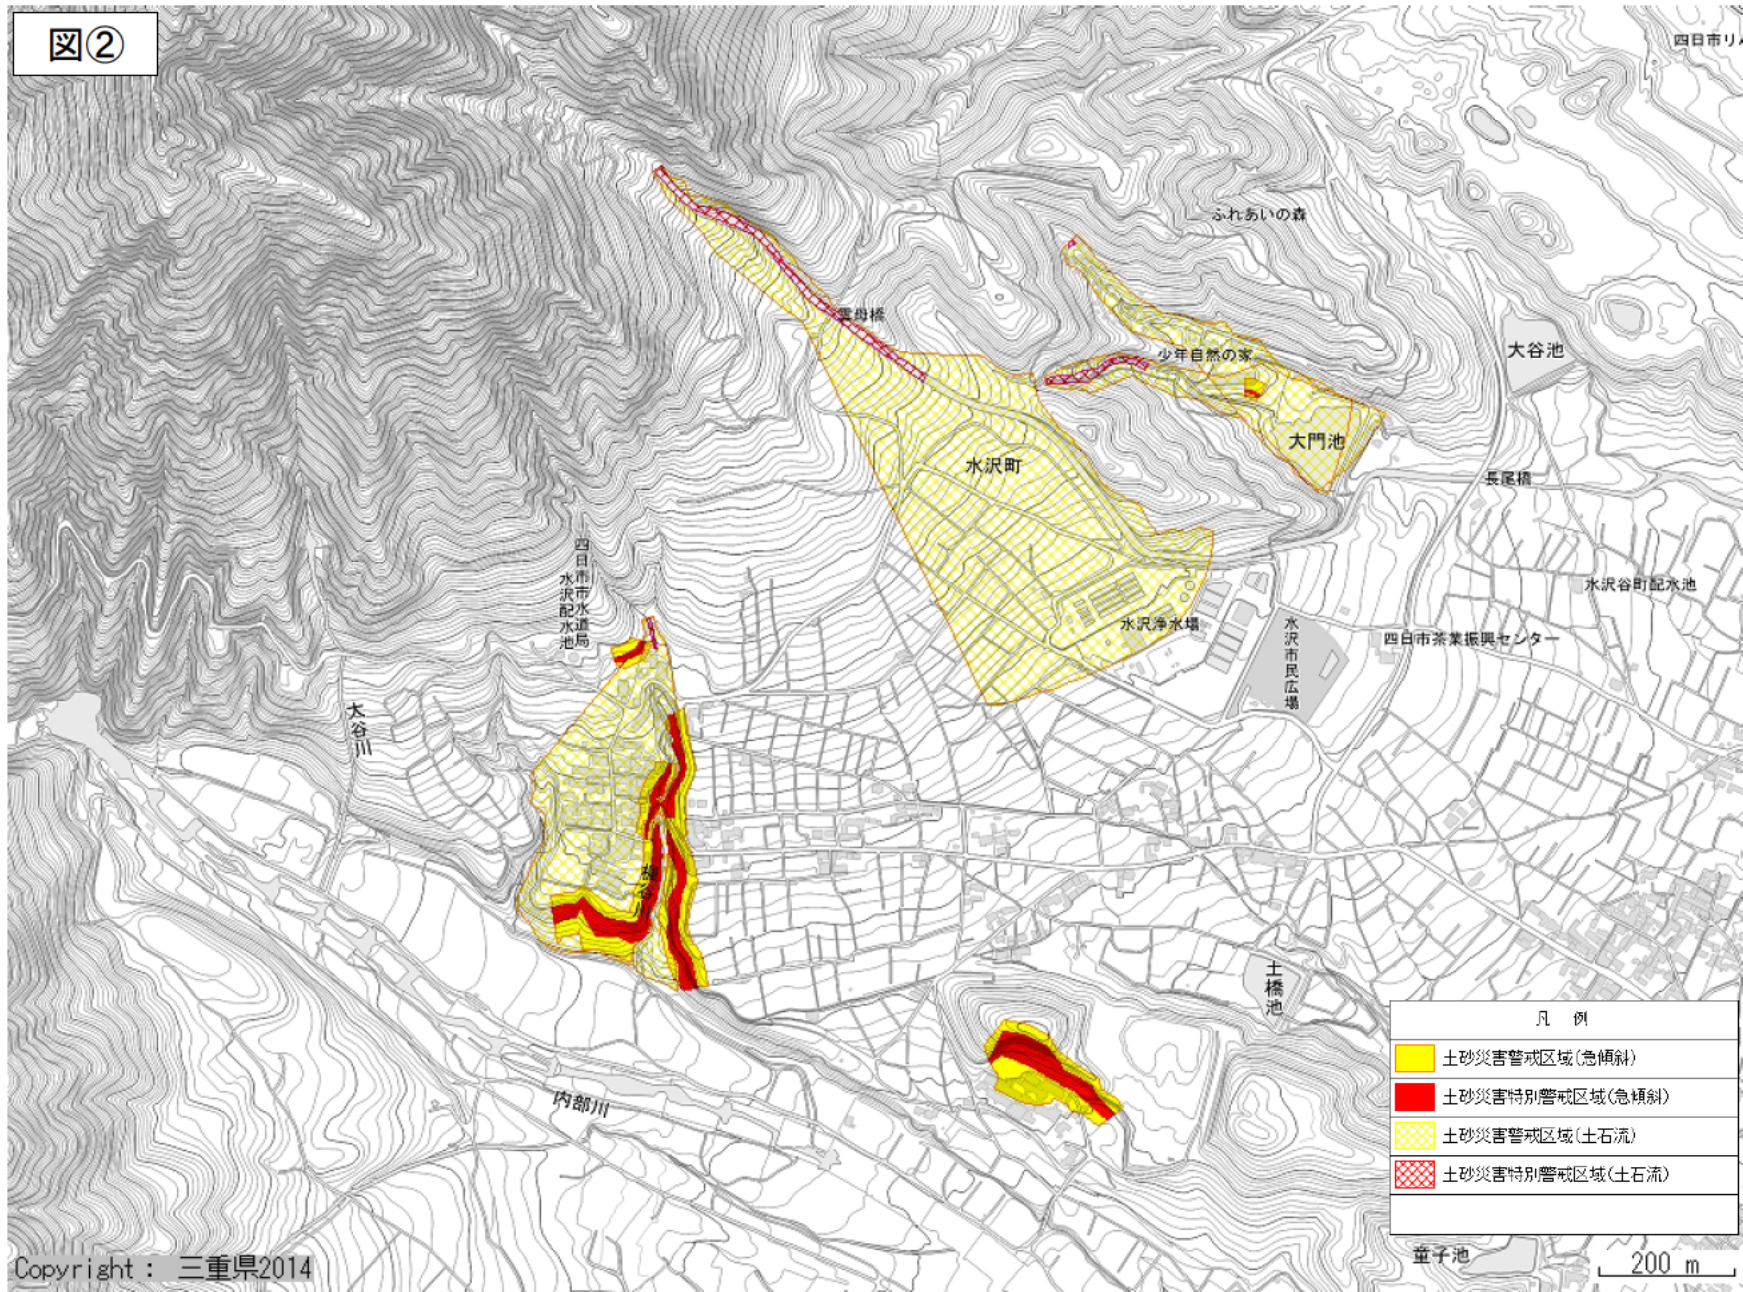 図②
四日市リ
ふれあいの森
雲母橋
少年自然の家
大谷池
大門池
水沢町
長尾橋
四日市市水道局
水沢配水池
水沢谷町配水池
水沢浄水場
水沢市民広場
四日市茶業振興センター
大谷川
谷川
土橋池
内部川
凡 例
土砂災害警戒区域(急傾斜)
土砂災害特別警戒区域(急傾斜)
土砂災害警戒区域(土石流)
土砂災害特別警戒区域(土石流)
童子池
200 m
Copyright : 三重県2014